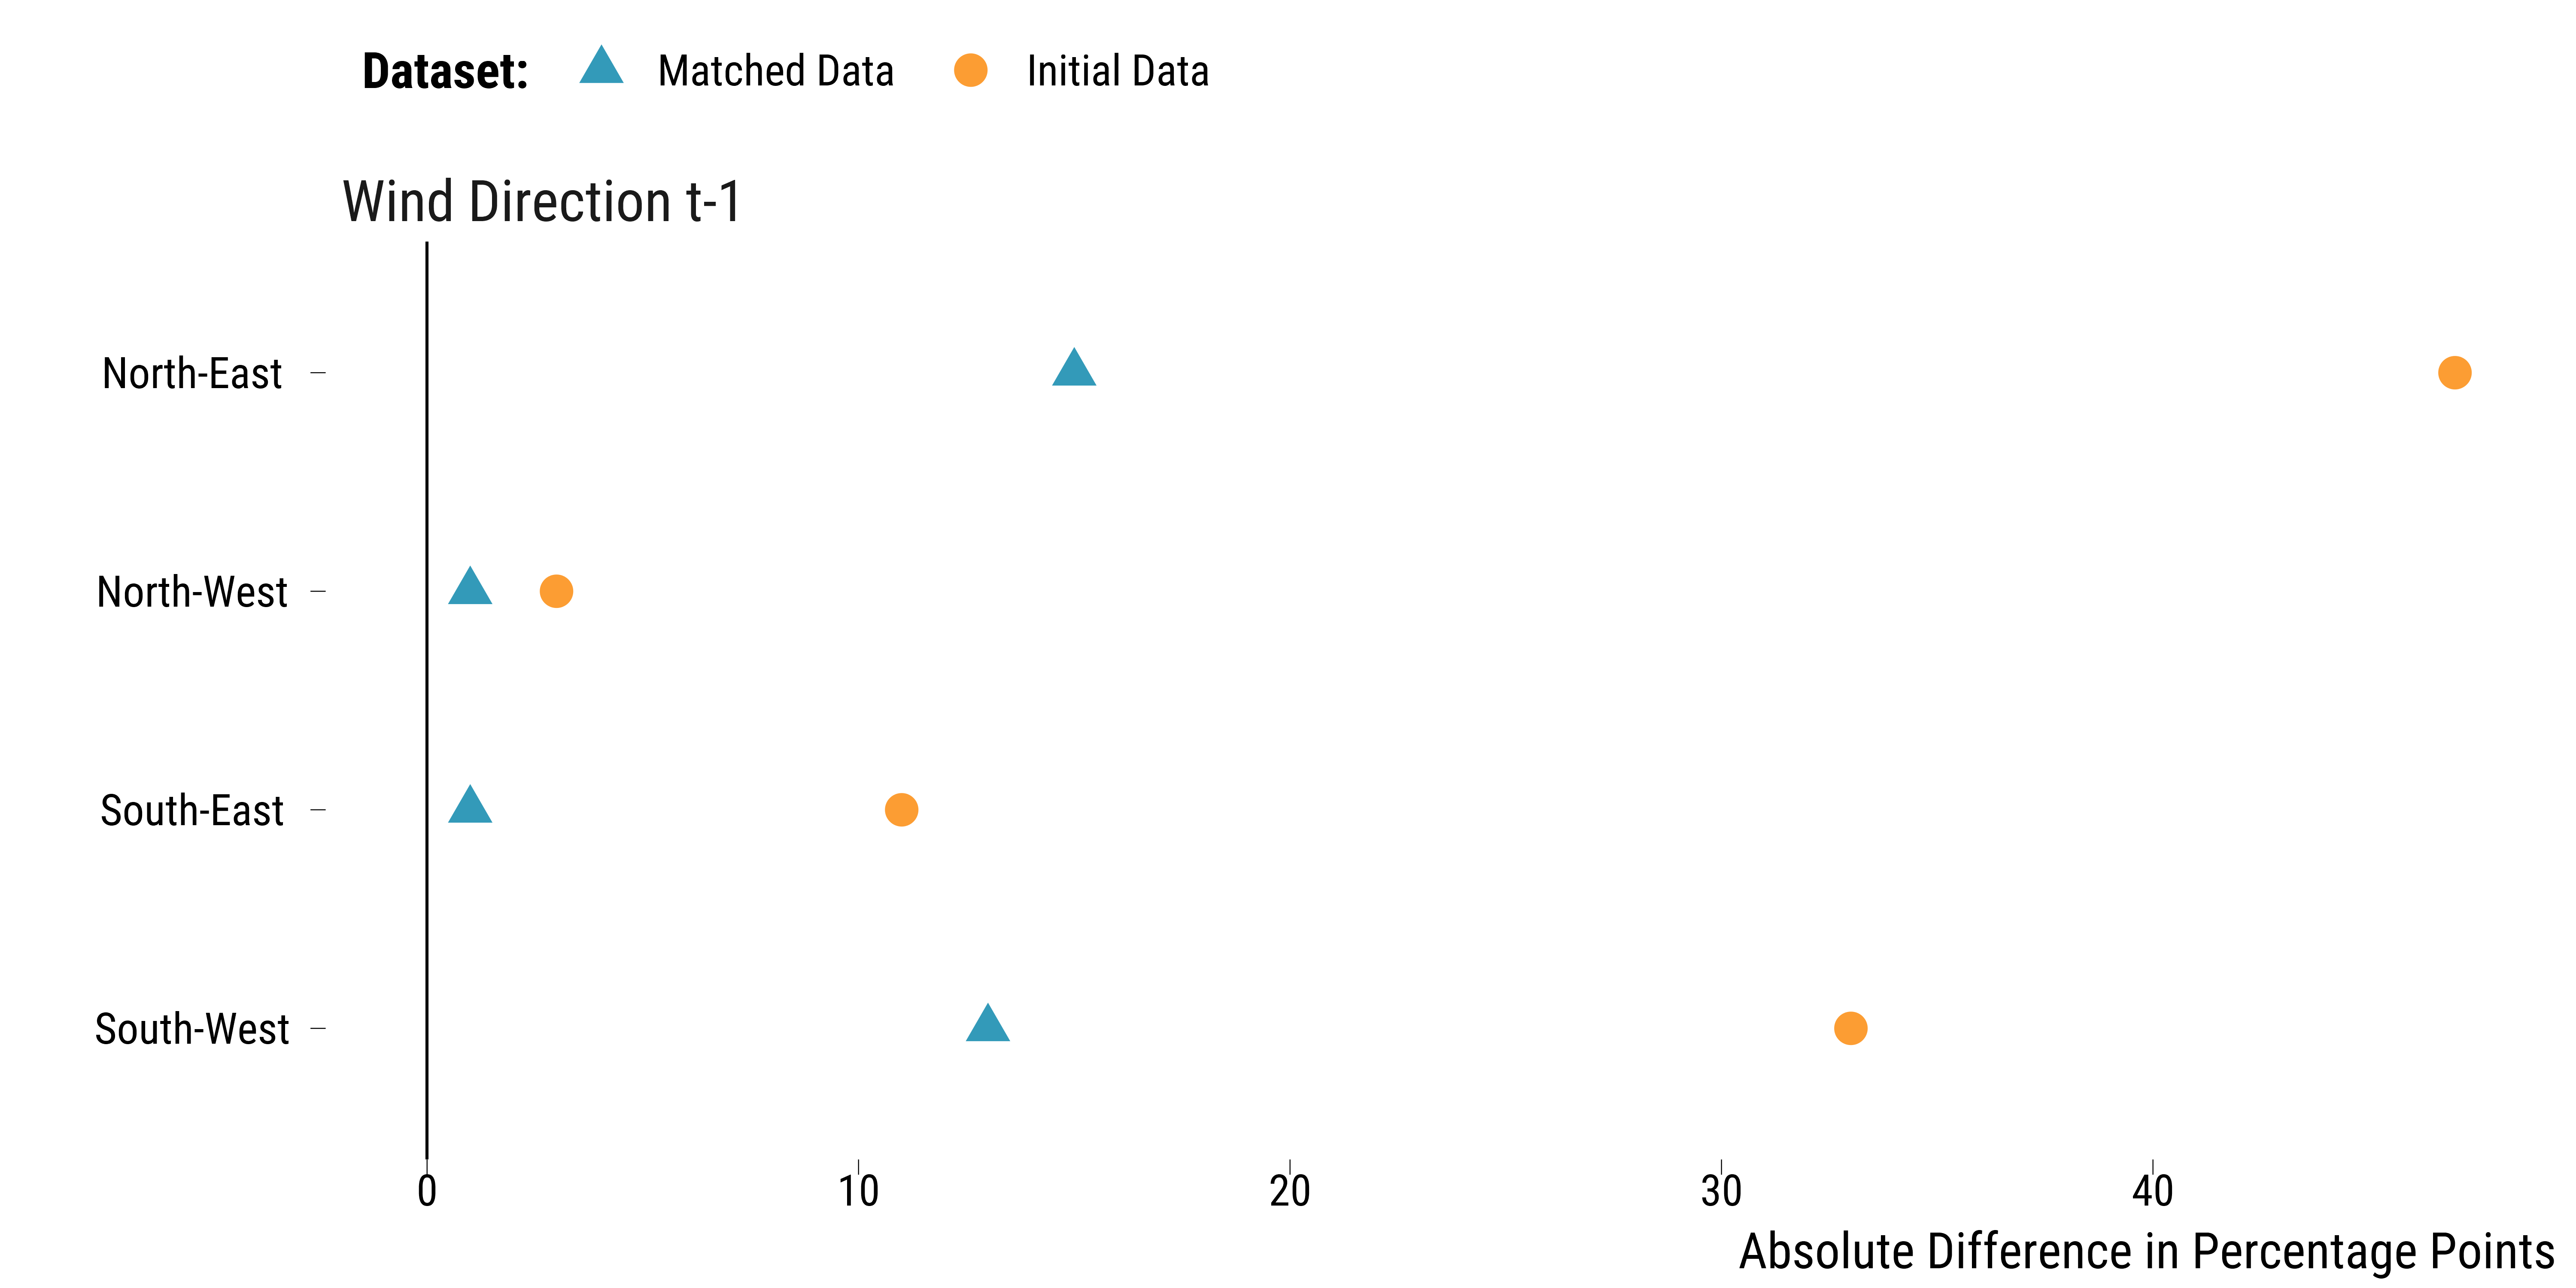 Dataset: Matched Data Initial Data
Wind Direction t-1
North-East
North-West
South-East
South-West
0 10 20 30 40
Absolute Difference in Percentage Points